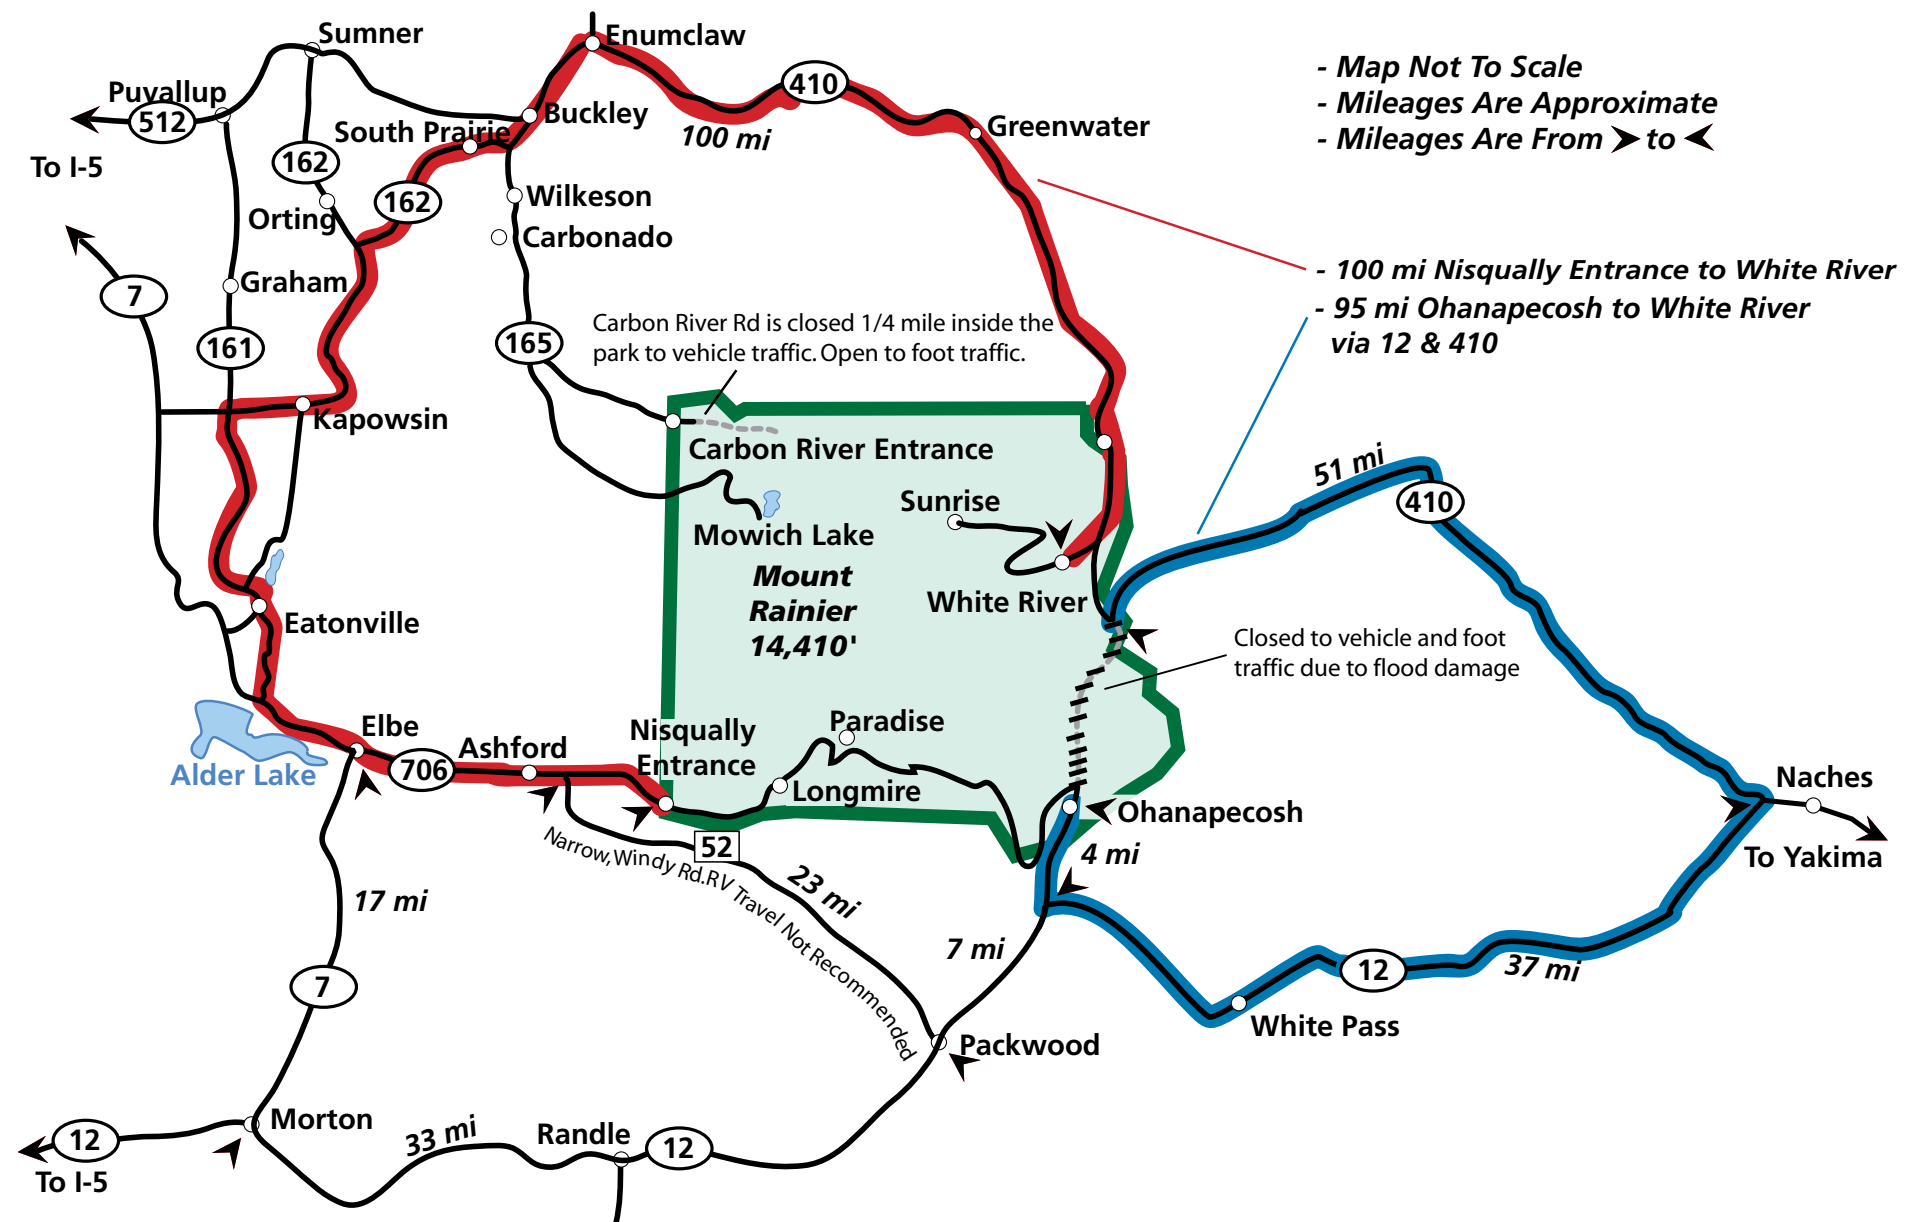 Sumner
Enumclaw
Puyallup
512
To I-5
Buckley
South Prairie
410
100 mi
Greenwater
- Map Not To Scale
- Mileages Are Approximate
- Mileages Are From to
162
162
Orting
Wilkeson
Carbonado
7
Graham
161
165
Carbon River Rd is closed 1/4 mile inside the
park to vehicle traffic. Open to foot traffic.
- 100 mi Nisqually Entrance to White River
- 95 mi Ohanapecosh to White River
via 12 & 410
Kapowsin
Carbon River Entrance
Sunrise
51 mi
410
Mowich Lake
Mount
Rainier
14,410'
White River
Eatonville
Closed to vehicle and foot
traffic due to flood damage
Alder Lake
Elbe
706
Ashford
Nisqually
Entrance
Paradise
Longmire
Ohanapecosh
4 mi
Naches
To Yakima
52
Narrow, Windy Rd. RV Travel Not Recommended
23 mi
17 mi
7 mi
12
37 mi
White Pass
7
Packwood
Morton
12
To I-5
33 mi
Randle
12